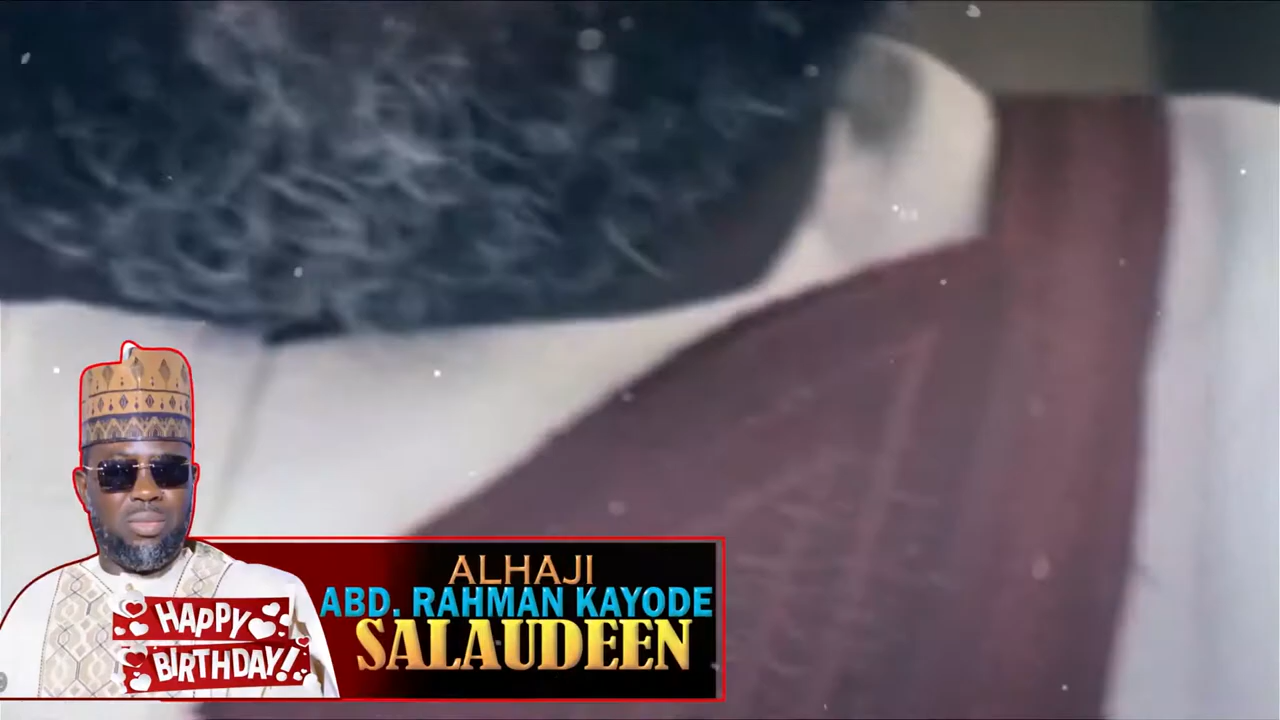 ALHAJI
ABD. RAHMAN KAYODE
SALAUDEEN
HAPPY
BIRTHDAY!